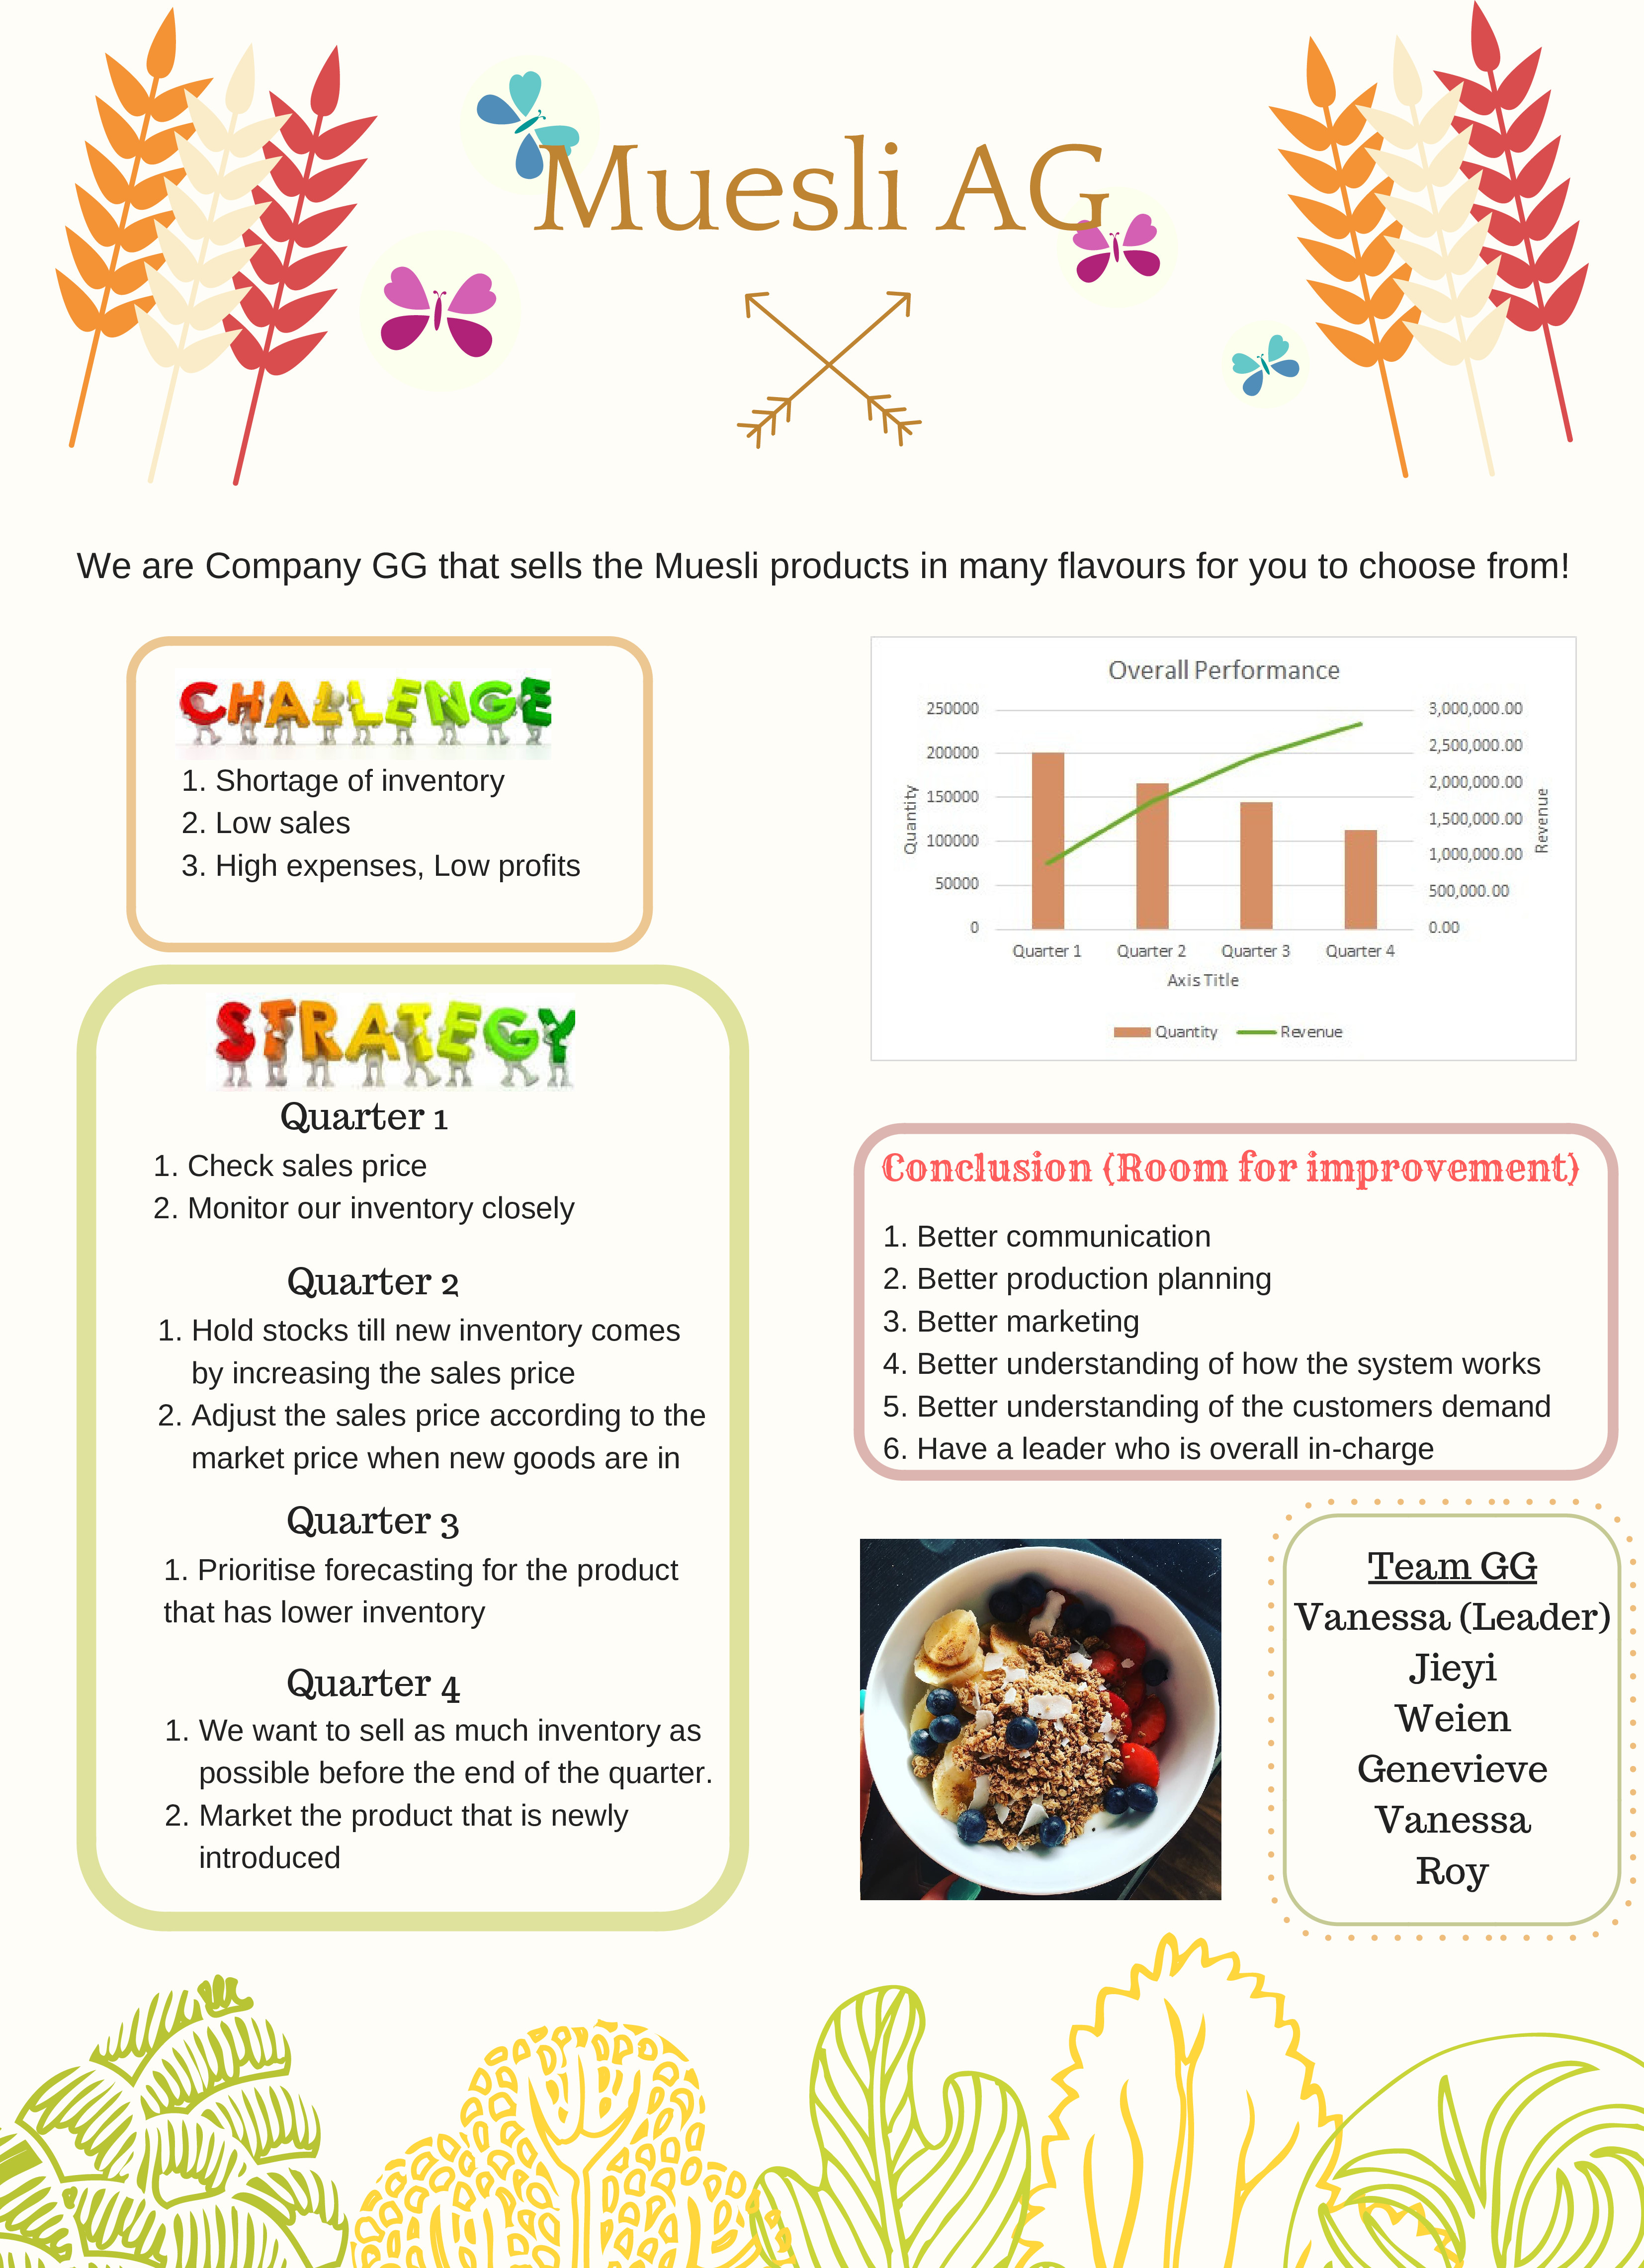 Muesli AG
We are Company GG that sells the Muesli products in many flavours for you to choose from!
CHALLENGE
1. Shortage of inventory
2. Low sales
3. High expenses, Low profits
STRATEGY
Quarter 1
1. Check sales price
2. Monitor our inventory closely
Quarter 2
1. Hold stocks till new inventory comes
by increasing the sales price
2. Adjust the sales price according to the
market price when new goods are in
Quarter 3
1. Prioritise forecasting for the product
that has lower inventory
Quarter 4
1. We want to sell as much inventory as
possible before the end of the quarter.
2. Market the product that is newly
introduced
Overall Performance
250000
200000
150000
100000
50000
0
Quantity
3,000,000.00
2,500,000.00
2,000,000.00
1,500,000.00
1,000,000.00
500,000.00
0.00
Revenue
Quarter 1 Quarter 2 Quarter 3 Quarter 4
Axis Title
Quantity Revenue
Conclusion (Room for improvement)
1. Better communication
2. Better production planning
3. Better marketing
4. Better understanding of how the system works
5. Better understanding of the customers demand
6. Have a leader who is overall in-charge
Team GG
Vanessa (Leader)
Jieyi
Weien
Genevieve
Vanessa
Roy